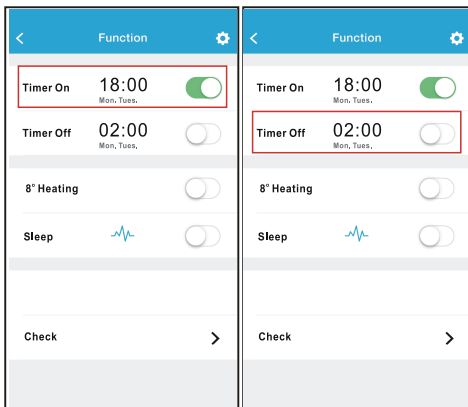 Function
Timer On 18:00
Mon. Tues.
Timer Off 02:00
Mon, Tues,
8° Heating
Sleep
Check
Function
Timer On 18:00
Mon. Tues.
Timer Off 02:00
Mon, Tues,
8° Heating
Sleep
Check